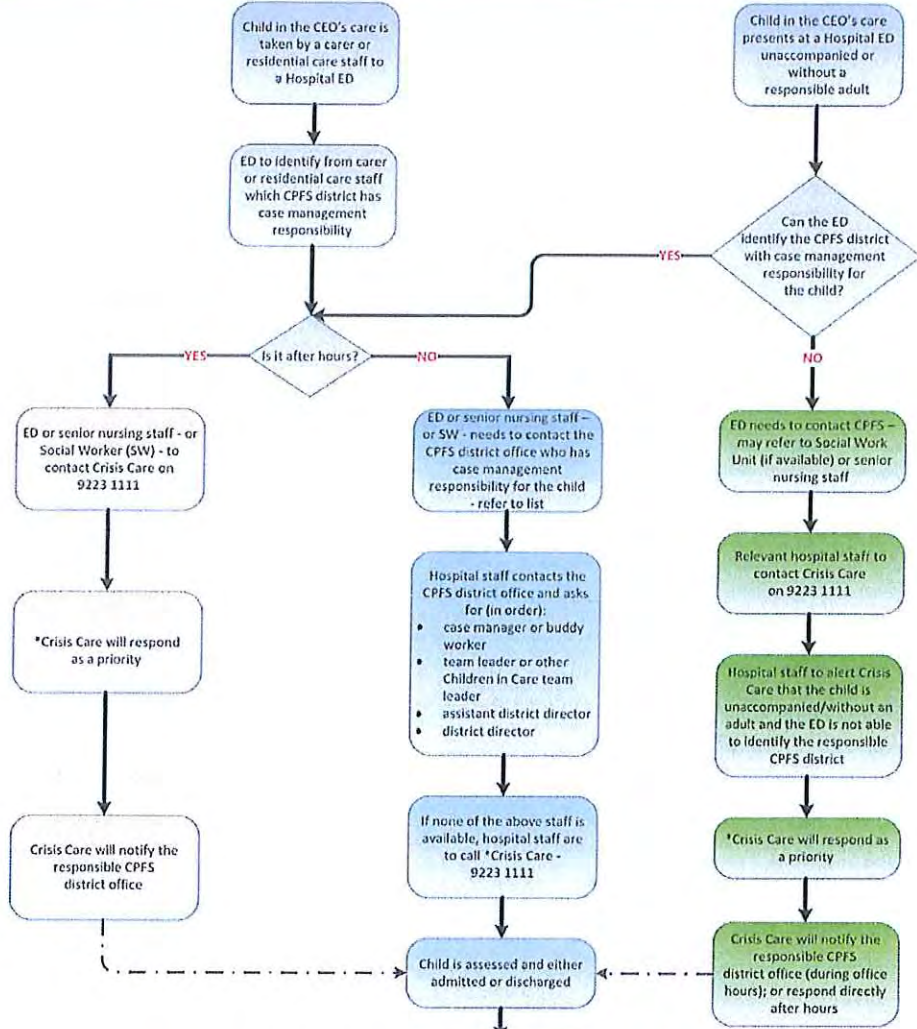 Child in the CEO's care is
taken by a carer or
residential care staff to
a Hospital ED
Child in the CEO's care
presents at a Hospital ED
unaccompanied or
without a
responsible adult
ED to identify from carer
or residential care staff
which CPFS district has
case management
responsibility
Can the ED
identify the CPFS district
with case management
responsibility for
the child?
YES
Is it after hours?
YES
NO
NO
ED or senior nursing staff - or
Social Worker (SW) - to
contact Crisis Care on
9223 1111
ED or senior nursing staff –
or SW - needs to contact the
CPFS district office who has
case management
responsibility for the child
- refer to list
ED needs to contact CPFS –
may refer to Social Work
Unit (if available) or senior
nursing staff
Relevant hospital staff to
contact Crisis Care
on 9223 1111
Hospital staff contacts the
CPFS district office and asks
for (in order):
• case manager or buddy
worker
• team leader or other
Children in Care team
leader
• assistant district director
• district director
*Crisis Care will respond
as a priority
Hospital staff to alert Crisis
Care that the child is
unaccompanied/without an
adult and the ED is not able
to identify the responsible
CPFS district
If none of the above staff is
available, hospital staff are
to call *Crisis Care -
9223 1111
Crisis Care will notify the
responsible CPFS
district office
*Crisis Care will respond as
a priority
Child is assessed and either
admitted or discharged
Crisis Care will notify the
responsible CPFS
district office (during office
hours); or respond directly
after hours